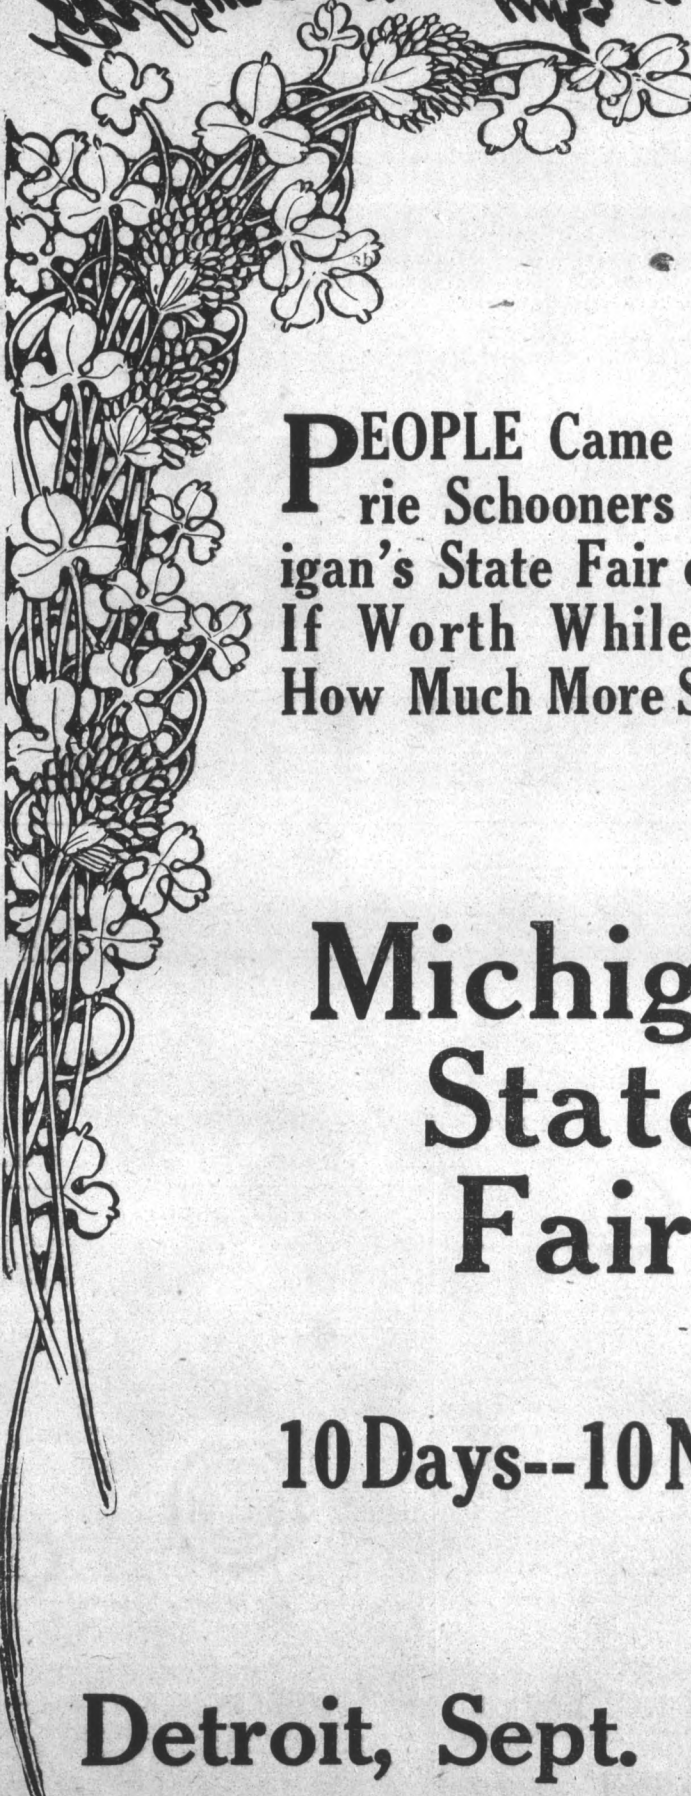 PEOPLE Came
rie Schooners
igan's State Fair
If Worth While
How Much More
Michig
State
Fair
10 Days--10
Detroit, Sept.